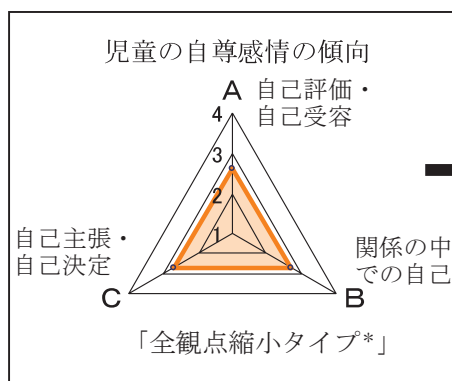 児童の自尊感情の傾向
A 自己評価・
自己受容
4
3
2
1
自己主張・
自己決定
C
関係の中
での自己
B
「全観点縮小タイプ*」